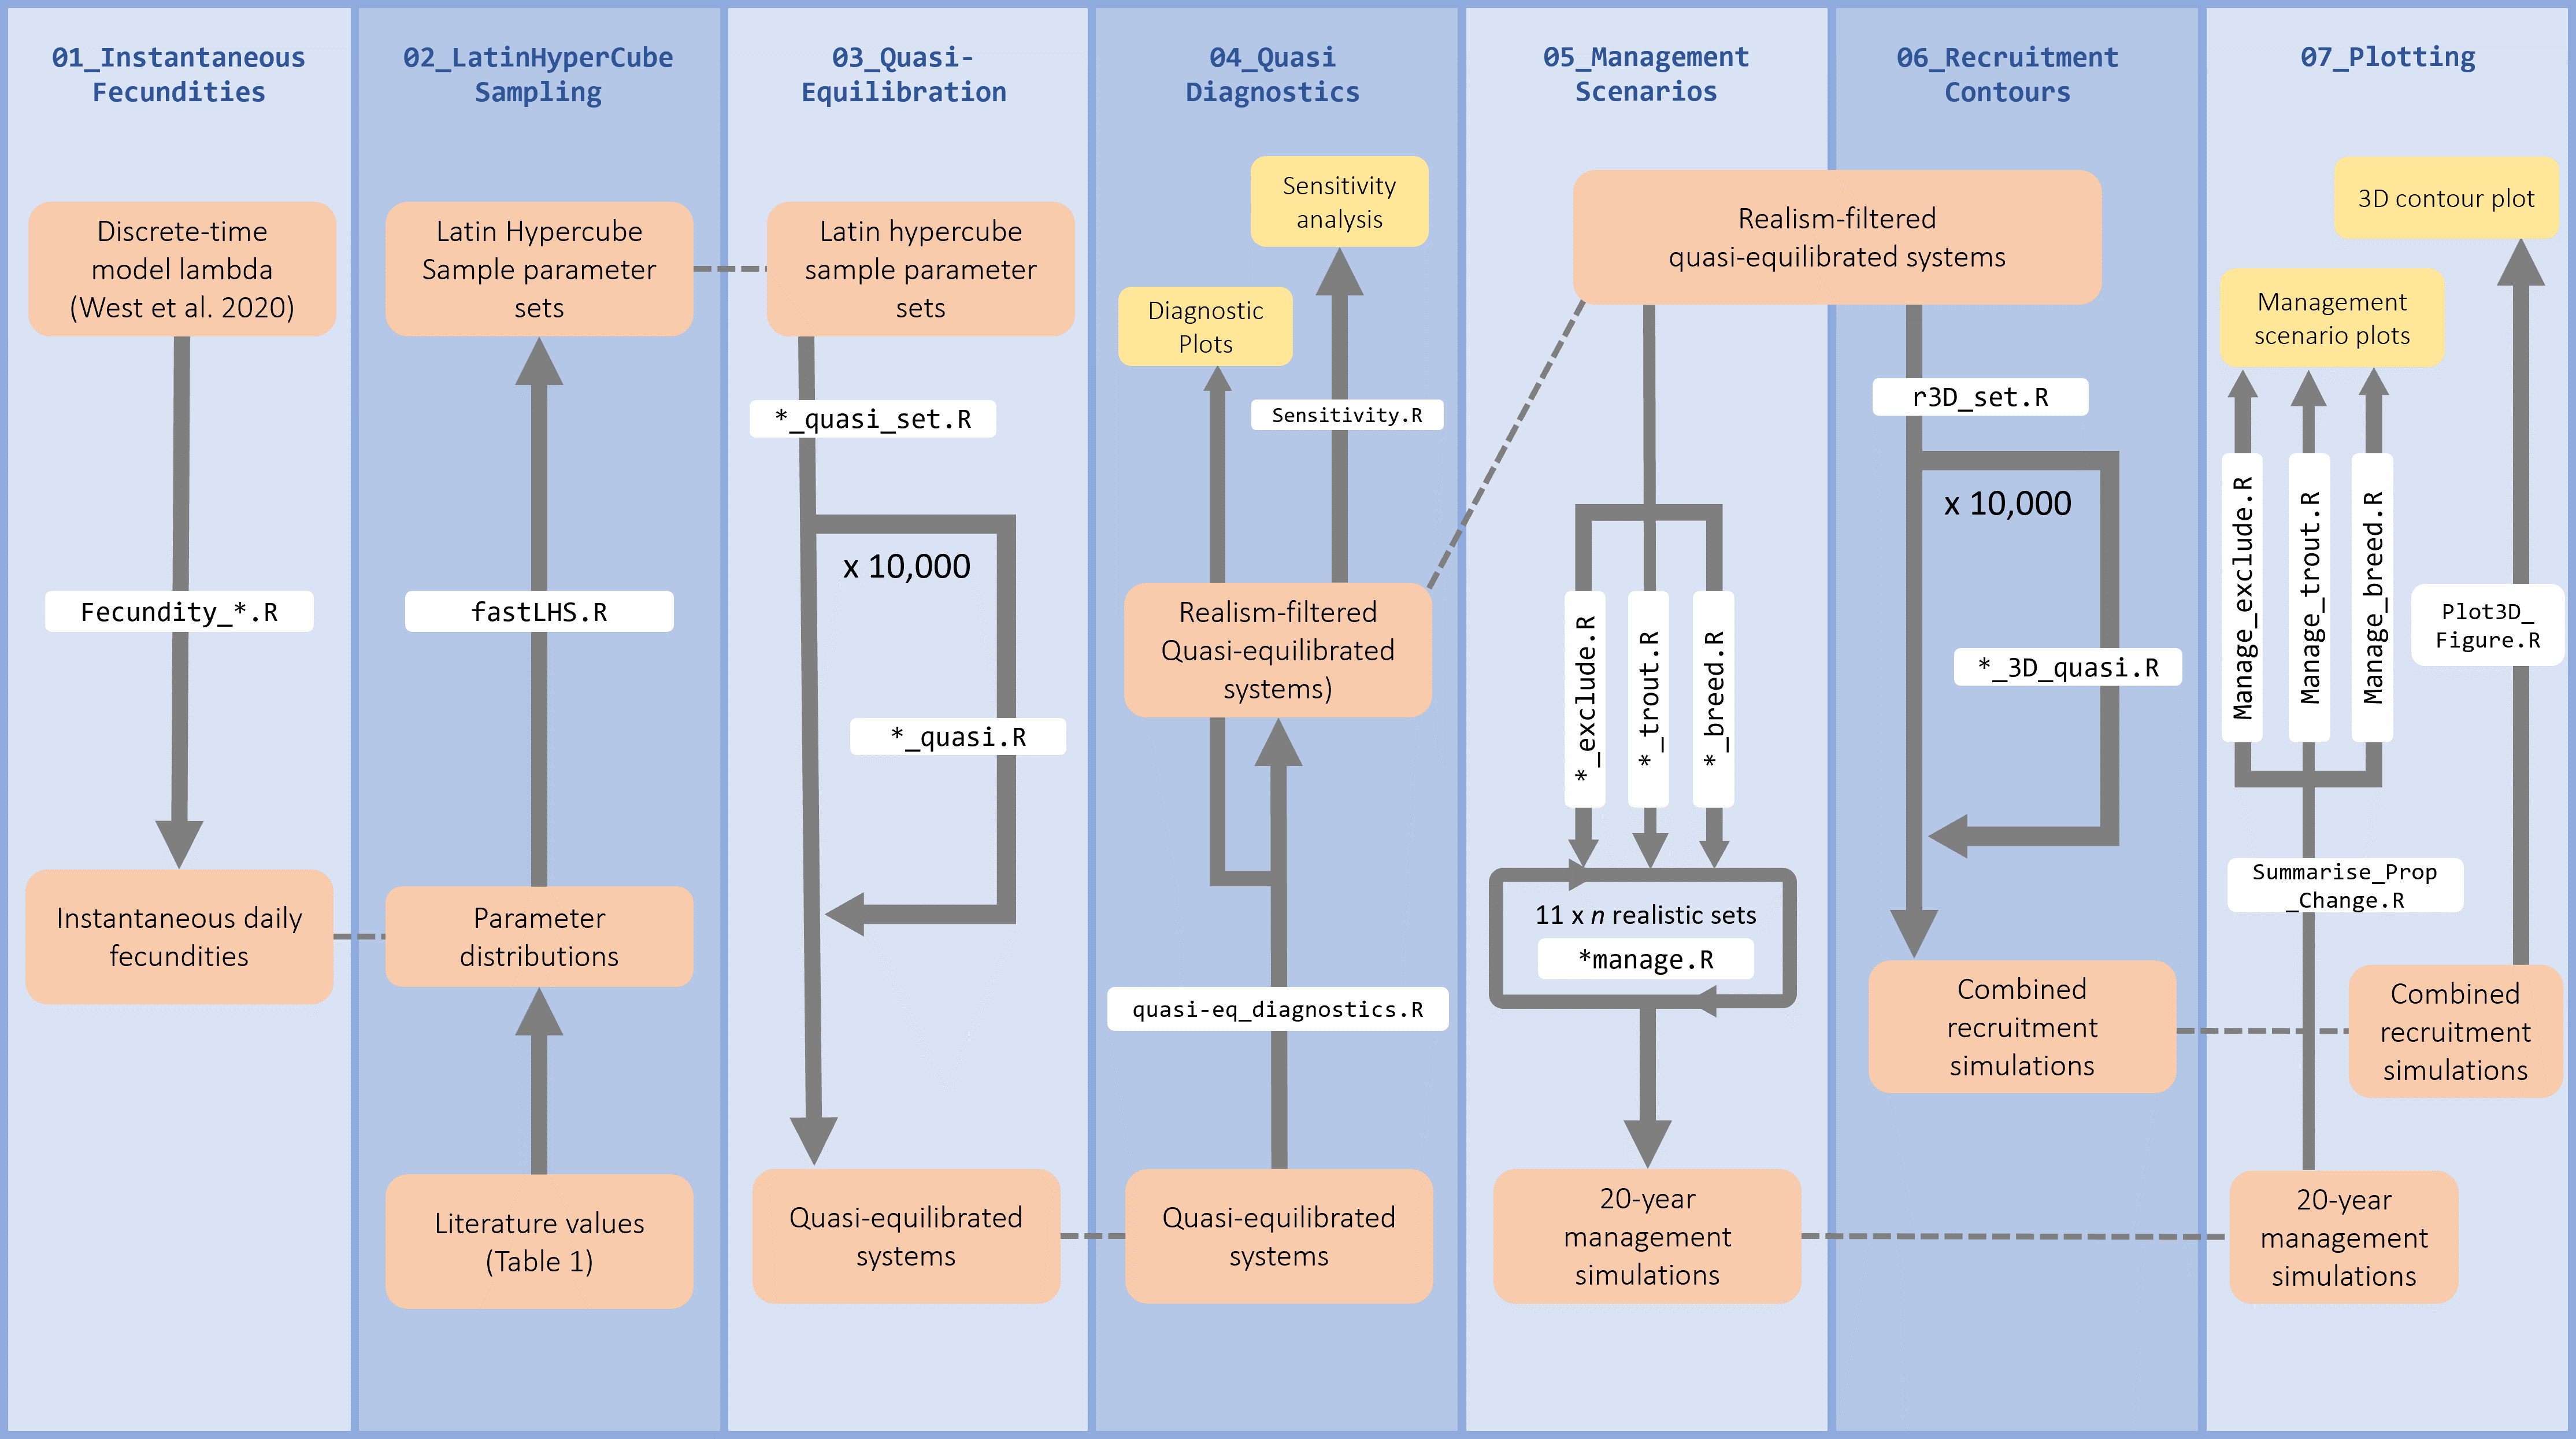 01_Instantaneous
Fecundities
Discrete-time
model lambda
(West et al. 2020)
Fecundity_*.R
Instantaneous daily
fecundities
02_LatinHyperCube
Sampling
Latin Hypercube
Sample parameter
sets
fastLHS.R
Parameter
distributions
Literature values
(Table 1)
03_Quasi-
Equilibration
Latin hypercube
sample parameter
sets
*_quasi_set.R
x 10,000
*_quasi.R
Quasi-equilibrated
systems
04_Quasi
Diagnostics
Sensitivity
analysis
Diagnostic
Plots
Sensitivity.R
Realism-filtered
Quasi-equilibrated
systems)
quasi-eq_diagnostics.R
Quasi-equilibrated
systems
05_Management
Scenarios
Realism-filtered
quasi-equilibrated systems
*_exclude.R
*_trout.R
*_breed.R
11 x n realistic sets
*manage.R
20-year
management
simulations
06_Recruitment
Contours
r3D_set.R
x 10,000
*_3D_quasi.R
Combined
recruitment
simulations
07_Plotting
3D contour plot
Management
scenario plots
Manage_exclude.R
Manage_trout.R
Manage_breed.R
Plot3D_
Figure.R
Summarise_Prop
_Change.R
Combined
recruitment
simulations
20-year
management
simulations